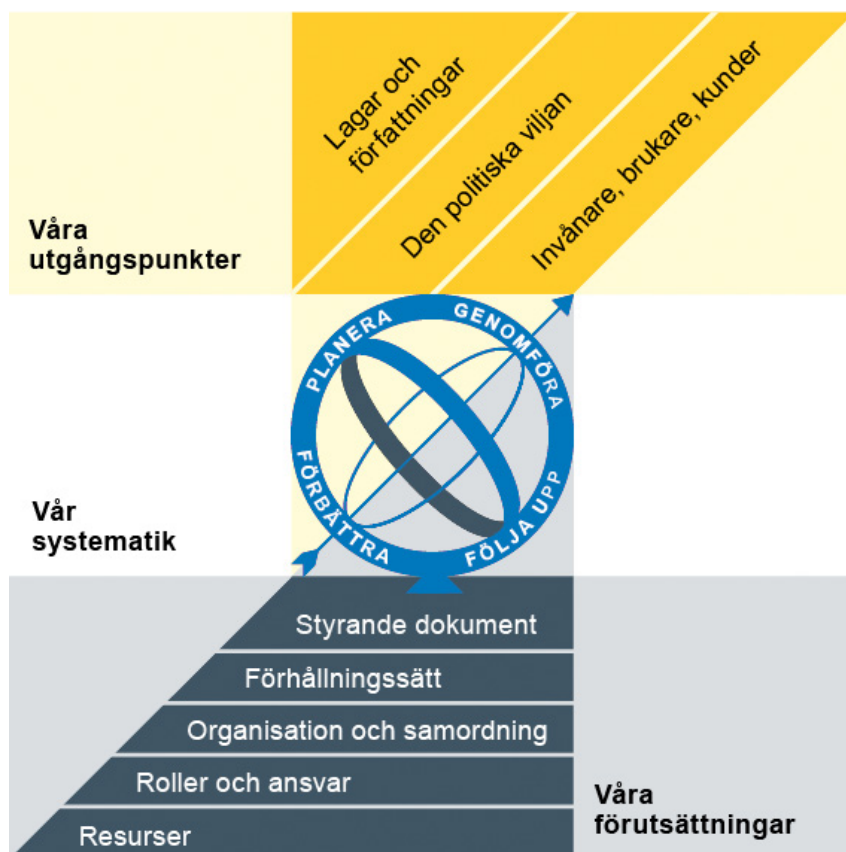 Lagar och
författningar
Den politiska viljan
Invånare, brukare, kunder
Våra
utgångspunkter
PLANERA
GENOMFÖRA
FÖLJA UPP
FÖRBÄTTRA
Vår
systematik
Styrande dokument
Förhållningssätt
Organisation och samordning
Roller och ansvar
Resurser
Våra
förutsättningar